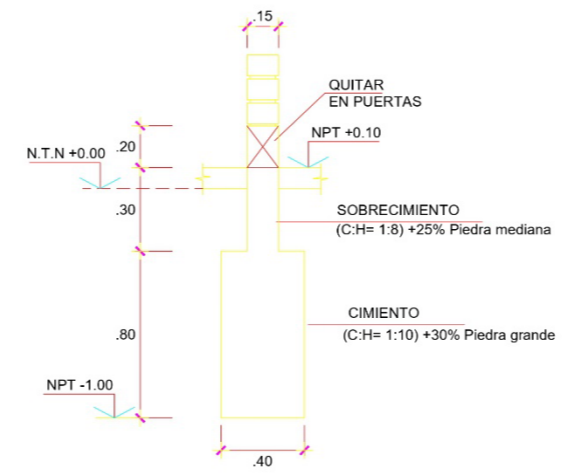 .15
QUITAR
EN PUERTAS
NPT +0.10
.20
N.T.N +0.00
.30
SOBRECIMIENTO
(C:H= 1:8) +25% Piedra mediana
CIMIENTO
(C:H= 1:10) +30% Piedra grande
.80
NPT -1.00
.40